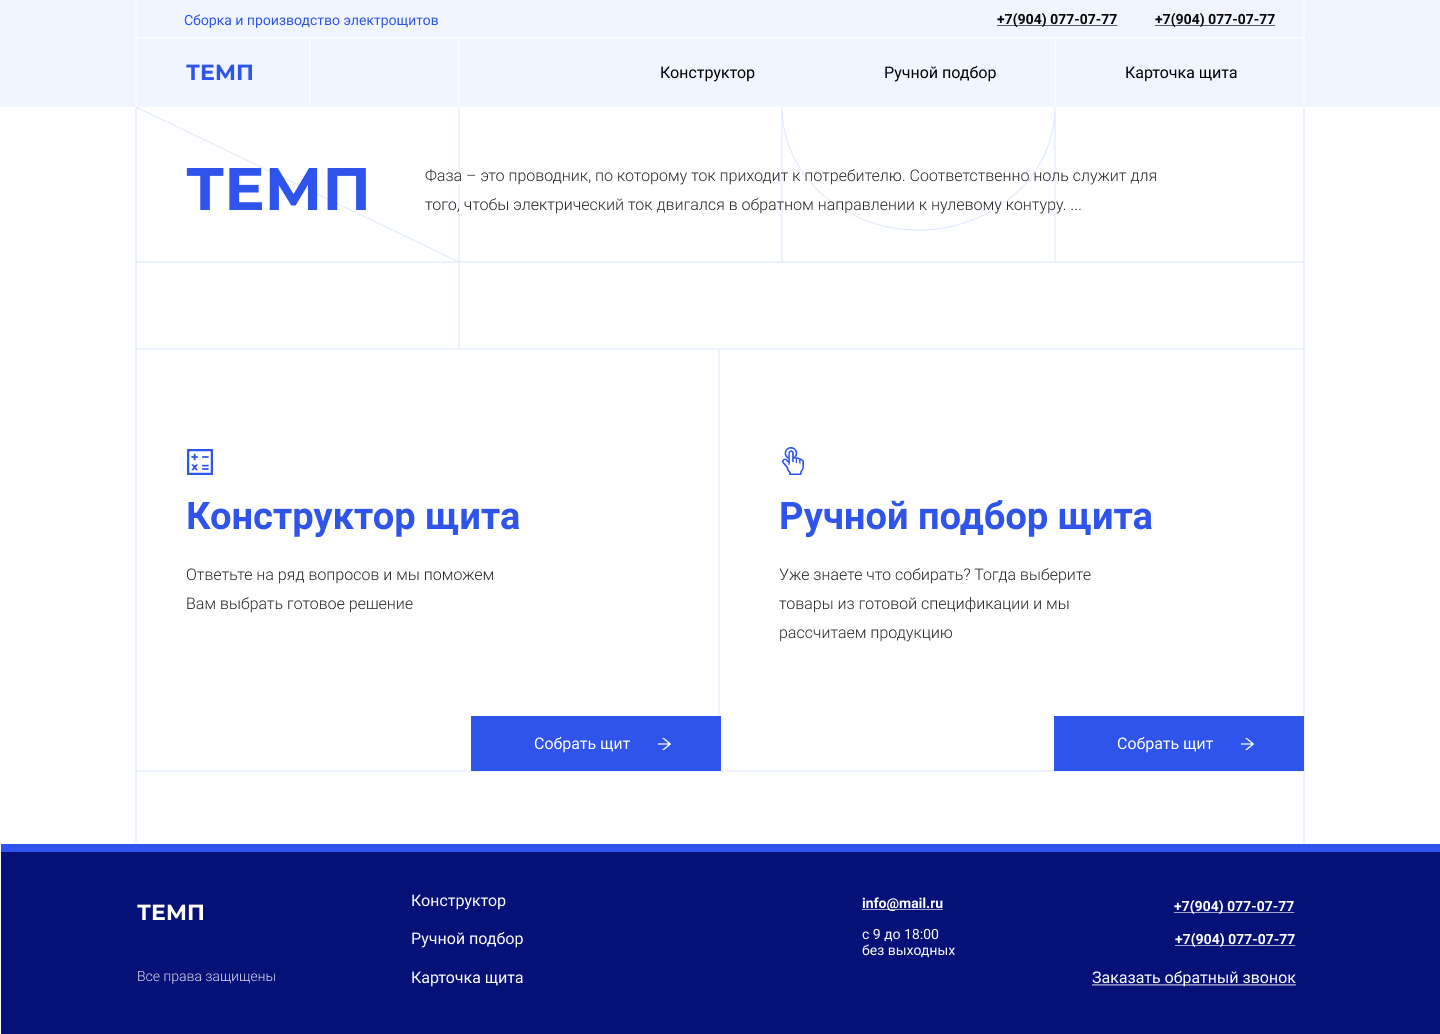 Сборка и производство электрощитов
+7(904) 077-07-77
+7(904) 077-07-77
ТЕМП
Конструктор
Ручной подбор
Карточка щита
ТЕМП
Фаза – это проводник, по которому ток приходит к потребителю. Соответственно ноль служит для
того, чтобы электрический ток двигался в обратном направлении к нулевому контуру. ...
Конструктор щита
Ответьте на ряд вопросов и мы поможем
Вам выбрать готовое решение
Собрать щит
Ручной подбор щита
Уже знаете что собирать? Тогда выберите
товары из готовой спецификации и мы
рассчитаем продукцию
Собрать щит
ТЕМП
Все права защищены
Конструктор
Ручной подбор
Карточка щита
info@mail.ru
с 9 до 18:00
без выходных
+7(904) 077-07-77
+7(904) 077-07-77
Заказать обратный звонок